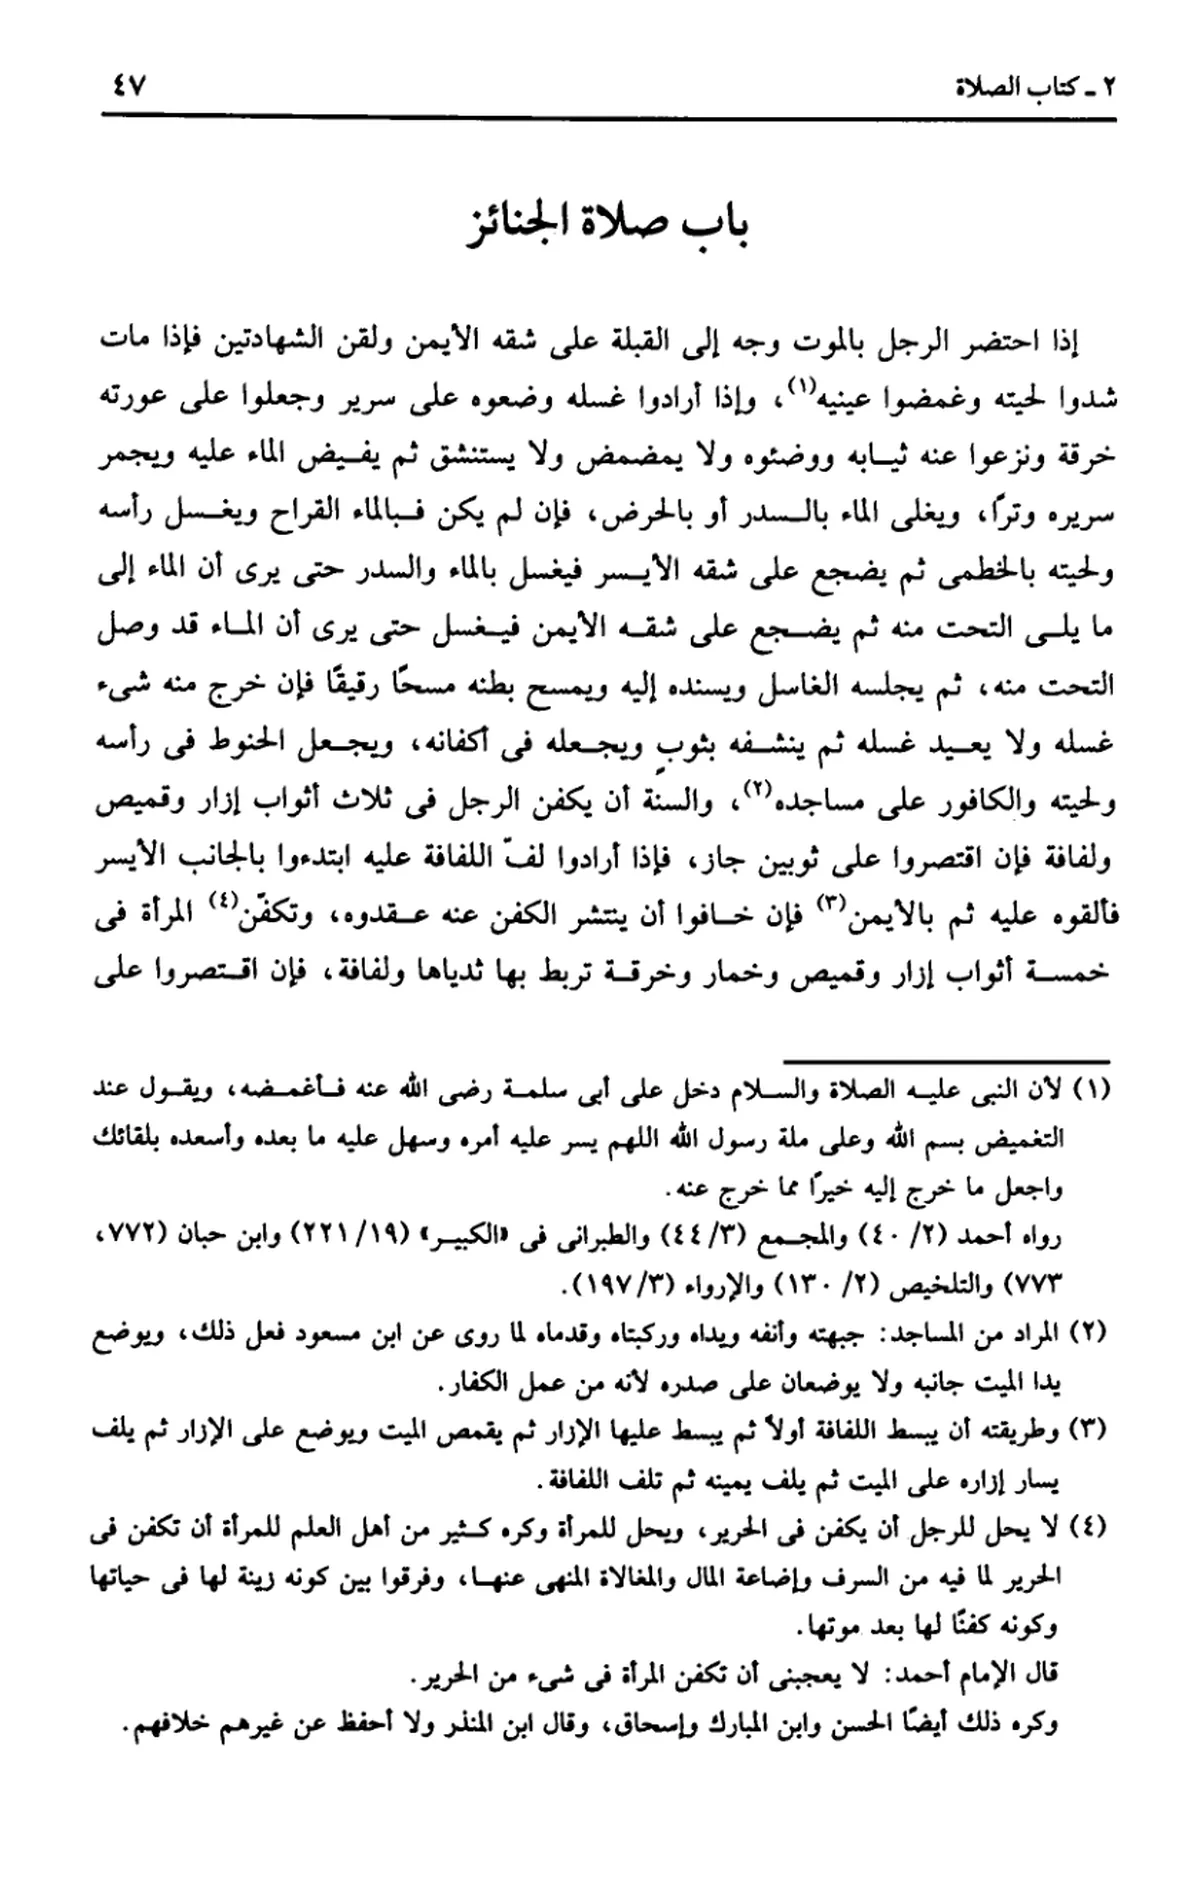 ٢ - كتاب الصلاة ٤٧
باب صلاة الجنائز
إذا احتضر الرجل بالموت وجه إلى القبلة على شقه الأيمن ولقن الشهادتين فإذا مات
شدوا لحيته وغمضوا عينيه(١)، وإذا أرادوا غسله وضعوه على سرير وجعلوا على عورته
خرقة ونزعوا عنه ثيابه ووضئوه ولا يمضمض ولا يستنشق ثم يفيض الماء عليه ويجمر
سريره وترًا، ويغلى الماء بالسدر أو بالحرض، فإن لم يكن فبالماء القراح ويغسل رأسه
ولحيته بالخطمى ثم يضجع على شقه الأيسر فيغسل بالماء والسدر حتى يرى أن الماء إلى
ما يلى التحت منه ثم يضجع على شقه الأيمن فيغسل حتى يرى أن الماء قد وصل
التحت منه، ثم يجلسه الغاسل ويسنده إليه ويمسح بطنه مسحًا رقيقًا فإن خرج منه شىء
غسله ولا يعيد غسله ثم ينشفه بثوبٍ ويجعله فى أكفانه، ويجعل الحنوط فى رأسه
ولحيته والكافور على مساجده(٢)، والسنة أن يكفن الرجل فى ثلاث أثواب إزار وقميص
ولفافة فإن اقتصروا على ثوبين جاز، فإذا أرادوا لفّ اللفافة عليه ابتدءوا بالجانب الأيسر
فألقوه عليه ثم بالأيمن(٣) فإن خافوا أن ينتشر الكفن عنه عقدوه، وتكفّن(٤) المرأة فى
خمسة أثواب إزار وقميص وخمار وخرقة تربط بها ثدياها ولفافة، فإن اقتصروا على
(١) لأن النبى عليه الصلاة والسلام دخل على أبى سلمة رضى الله عنه فأغمضه، ويقول عند
التغميض بسم الله وعلى ملة رسول الله اللهم يسر عليه أمره وسهل عليه ما بعده وأسعده بلقائك
واجعل ما خرج إليه خيرًا مما خرج عنه.
رواه أحمد (٢/ ٤٠) والمجمع (٣/ ٤٤) والطبرانى فى «الكبير» (١٩/ ٢٢١) وابن حبان (٧٧٢،
٧٧٣) والتلخيص (٢/ ١٣٠) والإرواء (٣/ ١٩٧).
(٢) المراد من المساجد: جبهته وأنفه ويداه وركبتاه وقدماه لما روى عن ابن مسعود فعل ذلك، ويوضع
يدا الميت جانبه ولا يوضعان على صدره لأنه من عمل الكفار.
(٣) وطريقته أن يبسط اللفافة أولاً ثم يبسط عليها الإزار ثم يقمص الميت ويوضع على الإزار ثم يلف
يسار إزاره على الميت ثم يلف يمينه ثم تلف اللفافة.
(٤) لا يحل للرجل أن يكفن فى الحرير، ويحل للمرأة وكره كثير من أهل العلم للمرأة أن تكفن فى
الحرير لما فيه من السرف وإضاعة المال والمغالاة المنهى عنها، وفرقوا بين كونه زينة لها فى حياتها
وكونه كفنًا لها بعد موتها.
قال الإمام أحمد: لا يعجبنى أن تكفن المرأة فى شىء من الحرير.
وكره ذلك أيضًا الحسن وابن المبارك وإسحاق، وقال ابن المنذر ولا أحفظ عن غيرهم خلافهم.